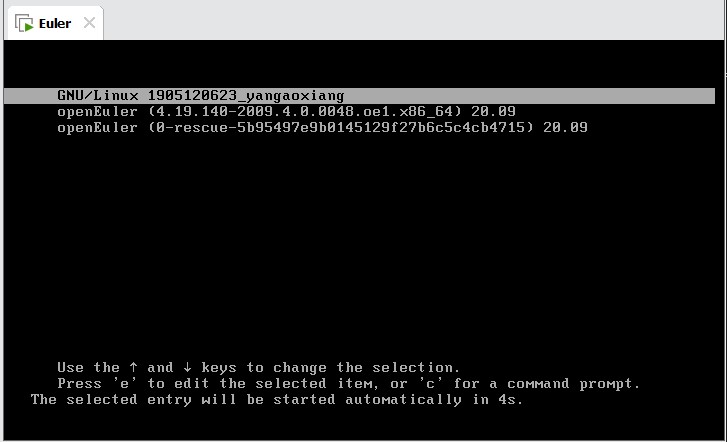 Euler
GNU/Linux 1905120623_yangaoxiang
openEuler (4.19.140-2009.4.0.0048.oe1.x86_64) 20.09
openEuler (0-rescue-5b95497e9b0145129f27b6c5c4cb4715) 20.09
Use the ↑ and ↓ keys to change the selection.
Press 'e' to edit the selected item, or 'c' for a command prompt.
The selected entry will be started automatically in 4s.